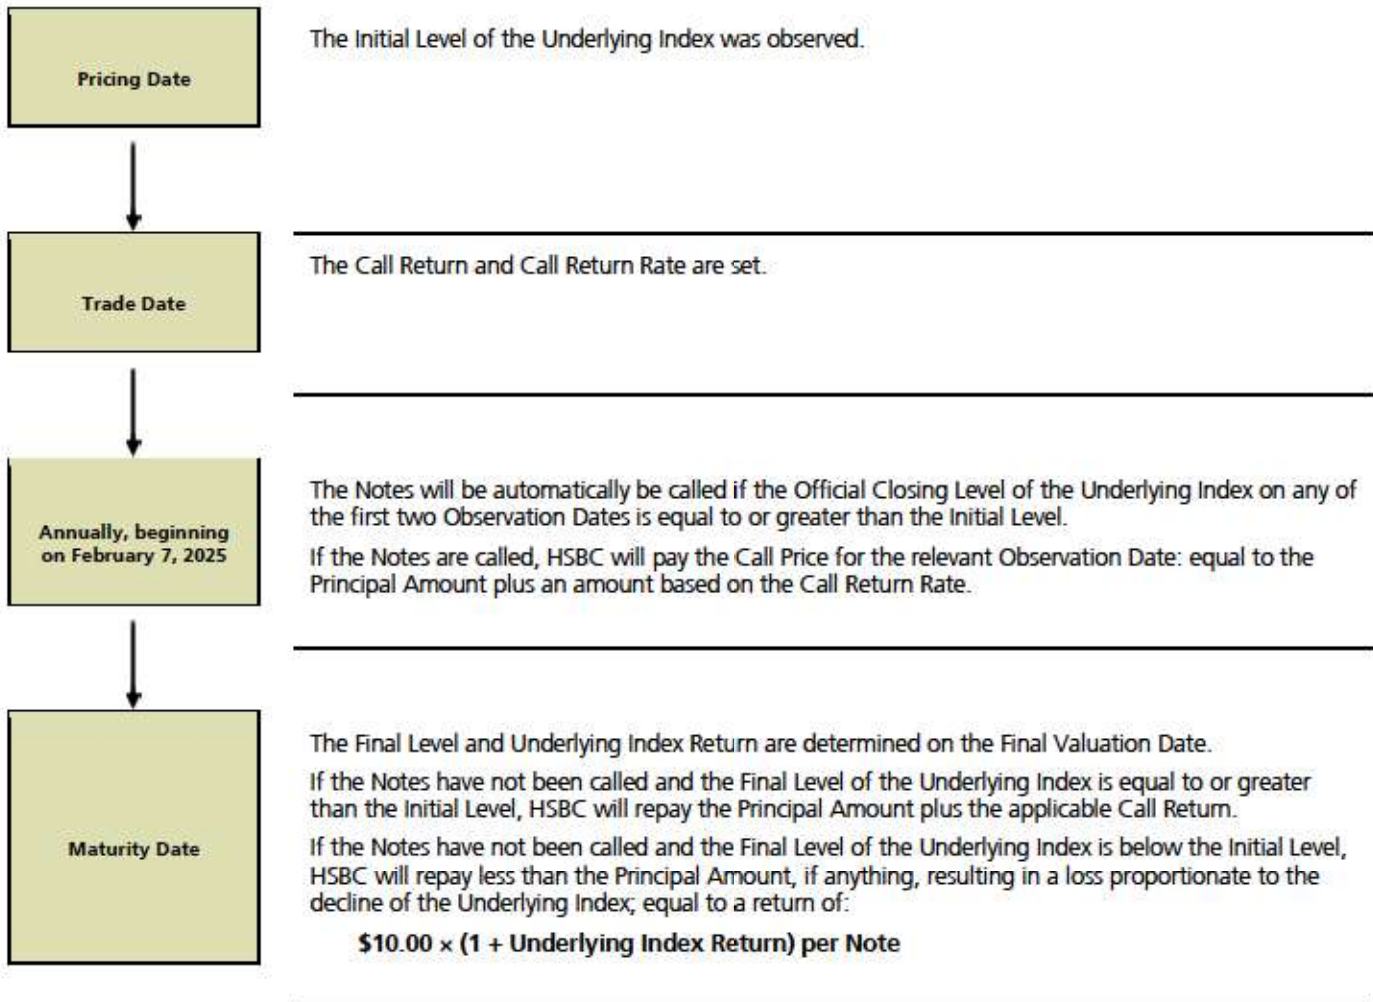 The Initial Level of the Underlying Index was observed.
Pricing Date
The Call Return and Call Return Rate are set.
Trade Date
The Notes will be automatically be called if the Official Closing Level of the Underlying Index on any of
the first two Observation Dates is equal to or greater than the Initial Level.
Annually, beginning
on February 7, 2025
If the Notes are called, HSBC will pay the Call Price for the relevant Observation Date: equal to the
Principal Amount plus an amount based on the Call Return Rate.
The Final Level and Underlying Index Return are determined on the Final Valuation Date.
If the Notes have not been called and the Final Level of the Underlying Index is equal to or greater
than the Initial Level, HSBC will repay the Principal Amount plus the applicable Call Return.
Maturity Date
If the Notes have not been called and the Final Level of the Underlying Index is below the Initial Level,
HSBC will repay less than the Principal Amount, if anything, resulting in a loss proportionate to the
decline of the Underlying Index; equal to a return of:
$10.00 × (1 + Underlying Index Return) per Note